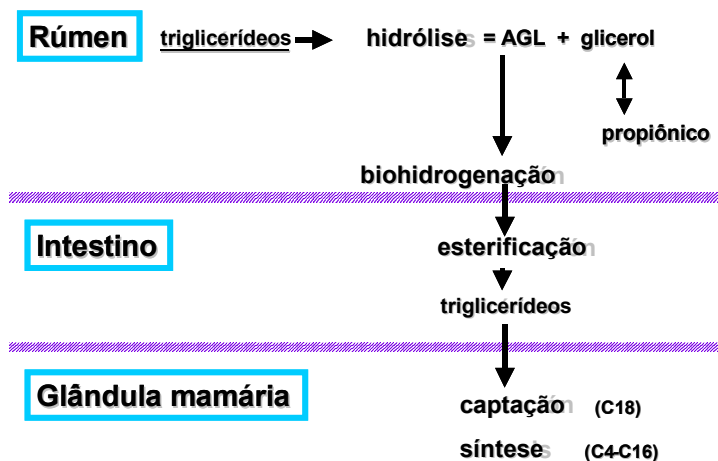 Rúmen triglicerídeos hidrólise = AGL + glicerol
propiônico
biohidrogenação
Intestino esterificação
triglicerídeos
Glândula mamária
captação (C18)
síntese (C4-C16)